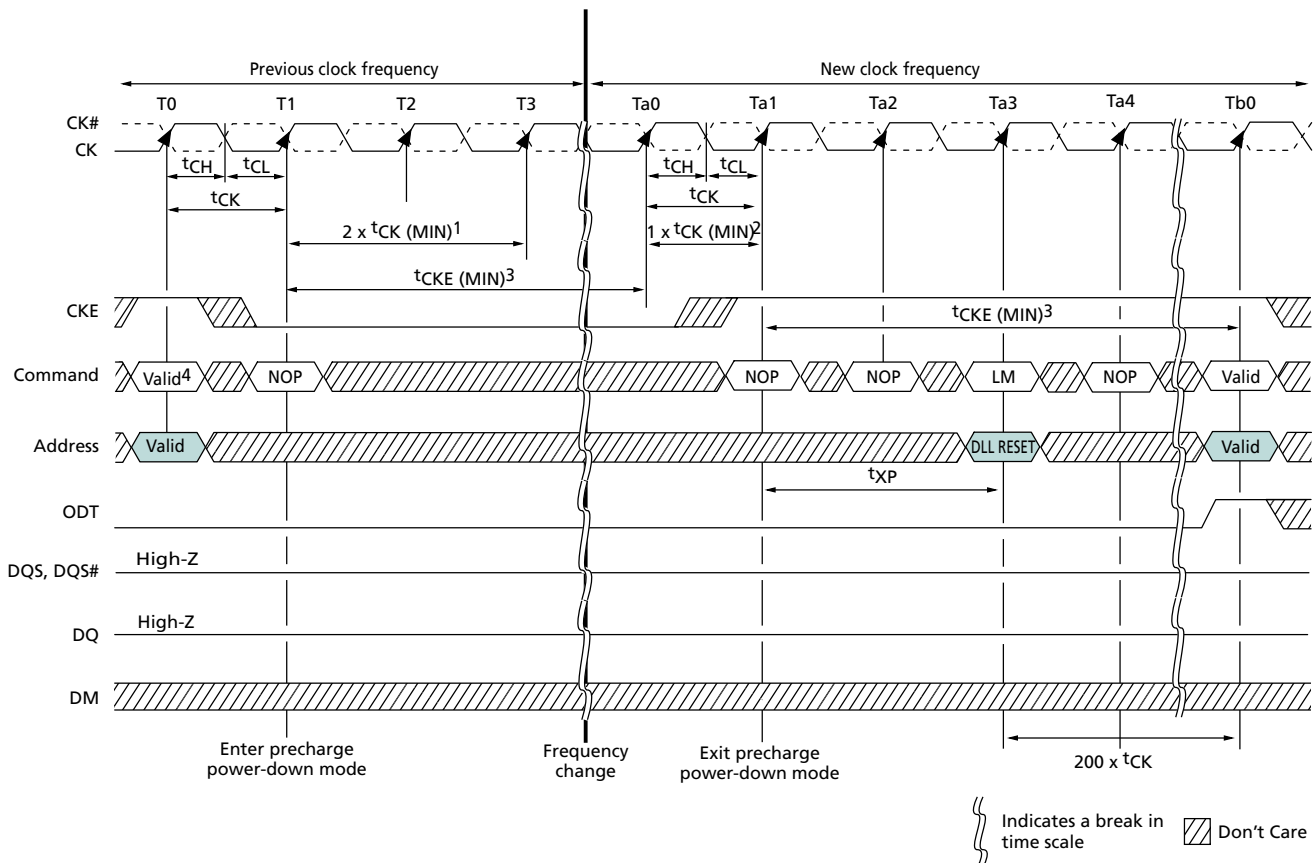 Previous clock frequency
New clock frequency
T0 T1 T2 T3 Ta0 Ta1 Ta2 Ta3 Ta4 Tb0
CK#
CK
tCH tCL tCH tCL
tCK tCK
2 x tCK (MIN)1 1 x tCK (MIN)2
tCKE (MIN)3
CKE
tCKE (MIN)3
Command Valid4 NOP NOP NOP LM NOP Valid
Address Valid DLL RESET Valid
tXP
ODT
DQS, DQS# High-Z
DQ High-Z
DM
Enter precharge
power-down mode
Frequency
change
Exit precharge
power-down mode
200 x tCK
Indicates a break in
time scale
Don't Care